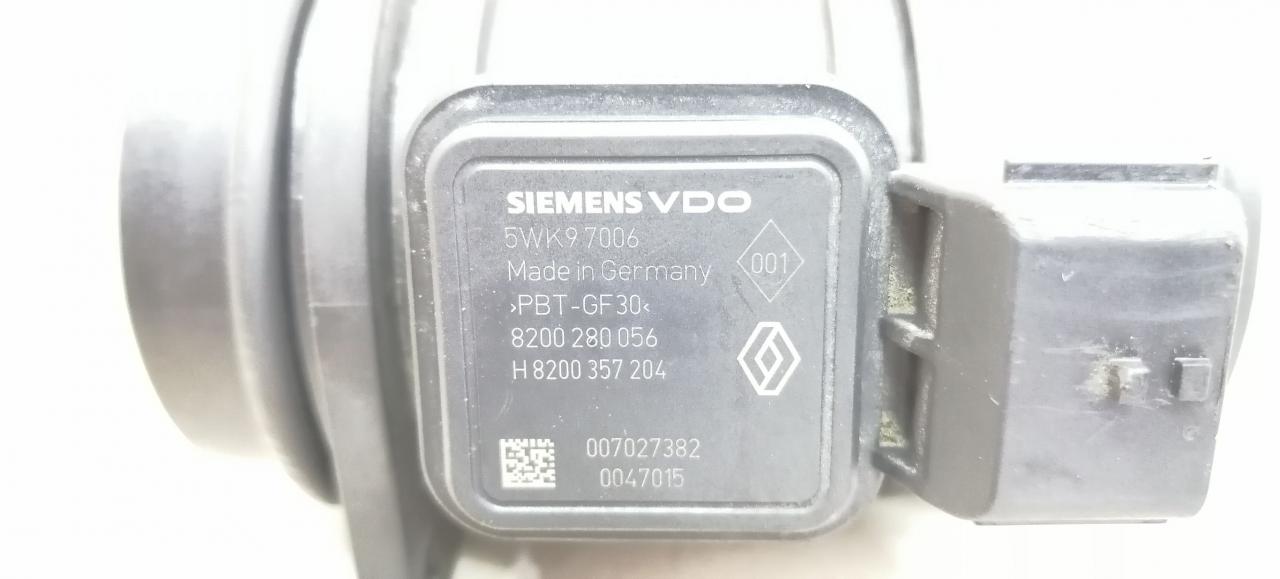 SIEMENS VDO
5WK9 7006
Made in Germany
001
>PBT-GF30<
8200 280 056
H 8200 357 204
007027382
0047015